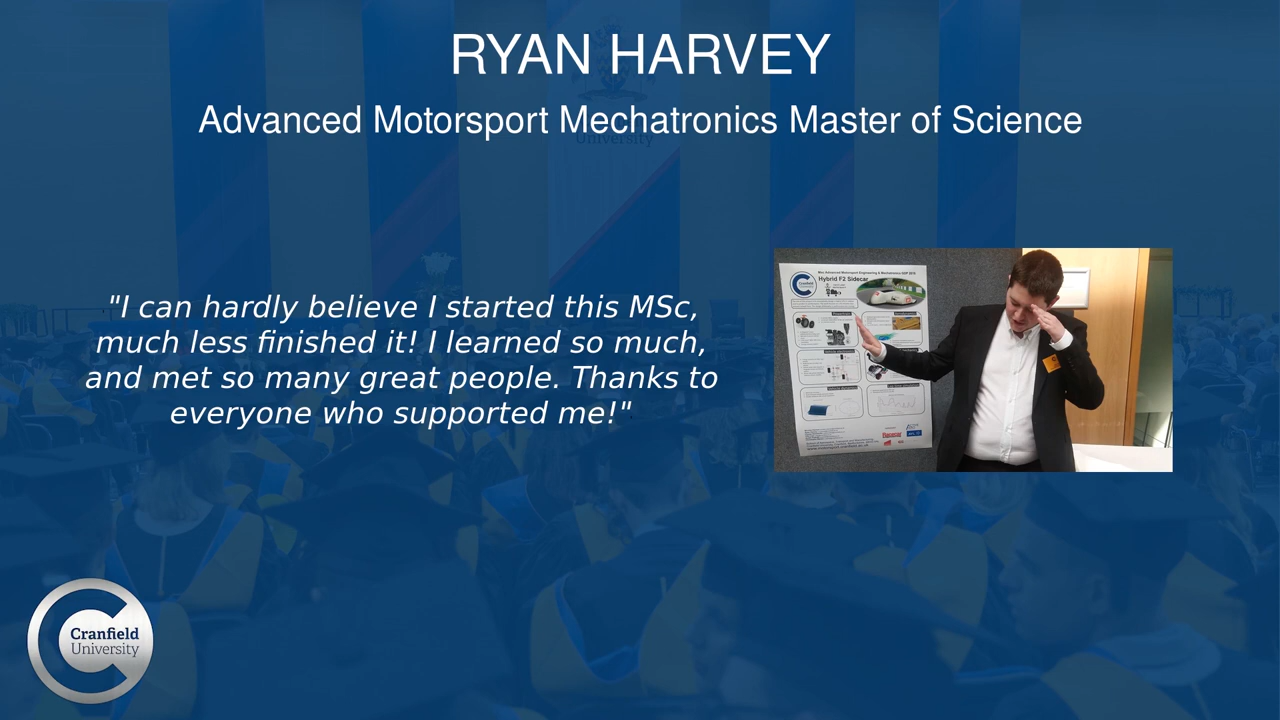 RYAN HARVEY
Advanced Motorsport Mechatronics Master of Science
University
"I can hardly believe I started this MSc,
much less finished it! I learned so much,
and met so many great people. Thanks to
everyone who supported me!"
Cranfield
Hybrid F2 Sidecar
Cranfield
University